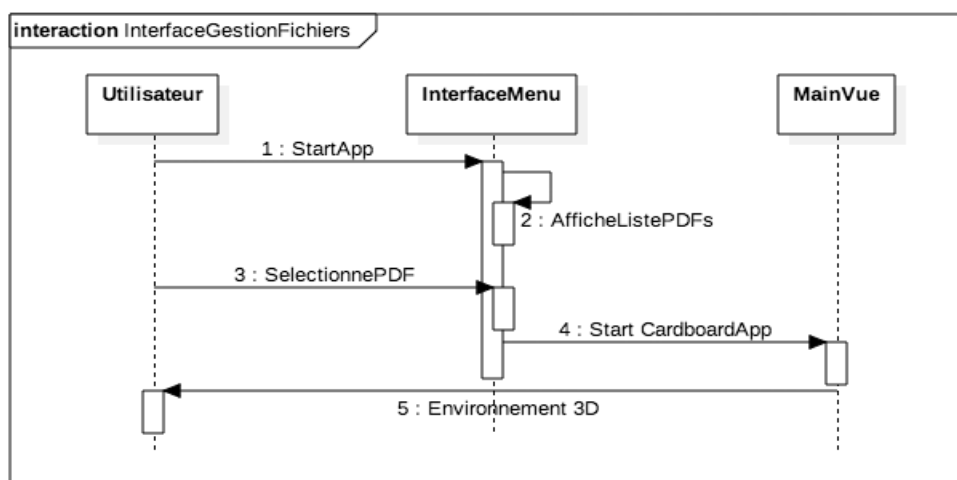 interaction InterfaceGestionFichiers
Utilisateur
InterfaceMenu
MainVue
1 : StartApp
2 : AfficheListePDFs
3 : SelectionnePDF
4 : Start CardboardApp
5 : Environnement 3D